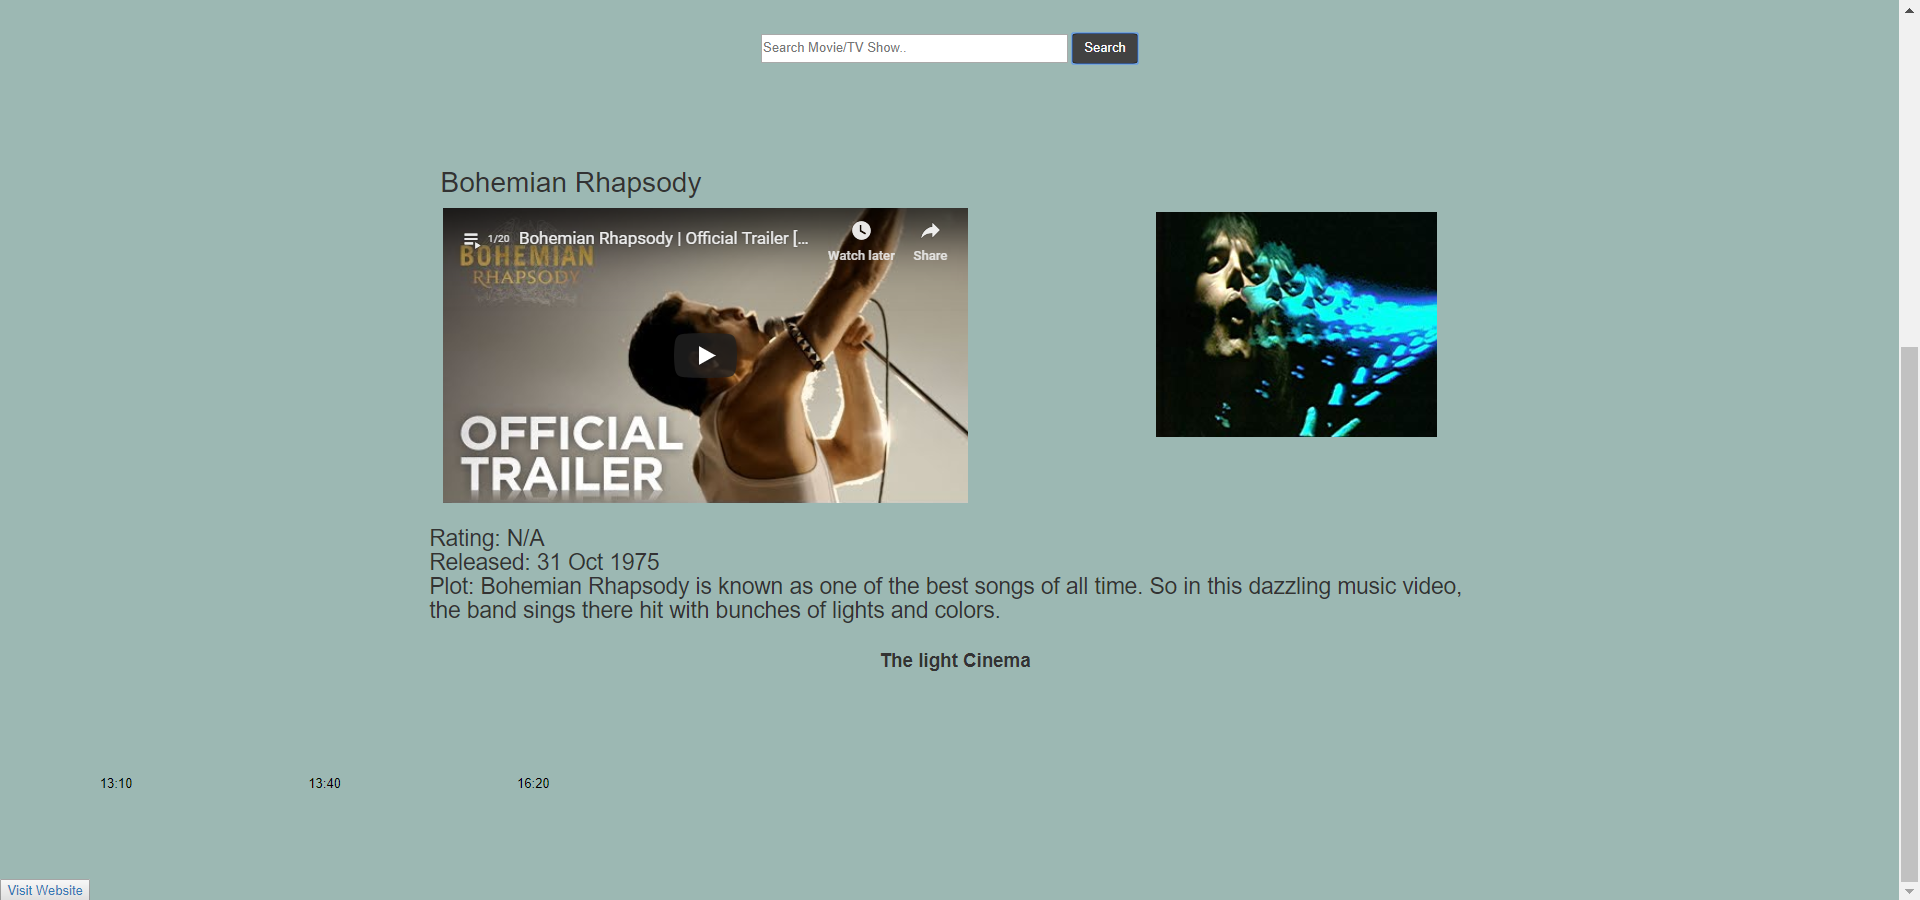 Search Movie/TV Show..
Search
Bohemian Rhapsody
1/20 Bohemian Rhapsody | Official Trailer [...
Watch later Share
BOHEMIAN
RHAPSODY
OFFICIAL
TRAILER
Rating: N/A
Released: 31 Oct 1975
Plot: Bohemian Rhapsody is known as one of the best songs of all time. So in this dazzling music video,
the band sings there hit with bunches of lights and colors.
The light Cinema
13:10 13:40 16:20
Visit Website